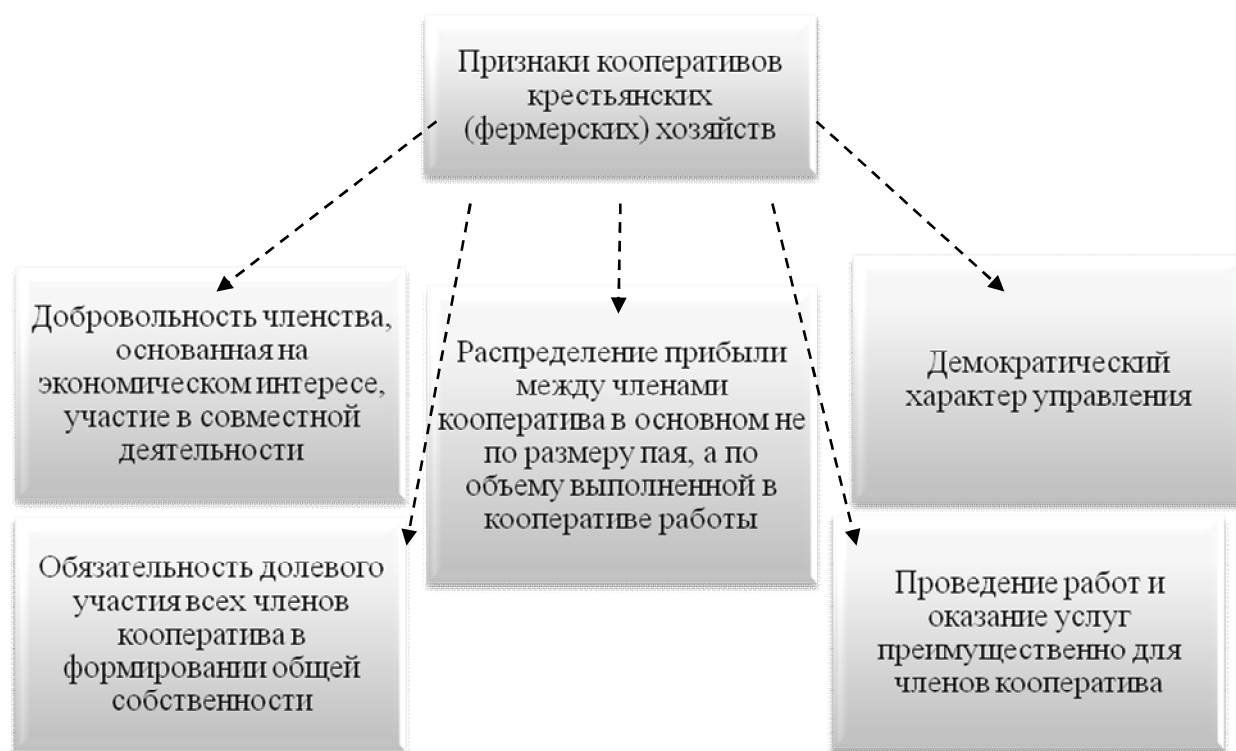 Признаки кооперативов
крестьянских
(фермерских) хозяйств
Добровольность членства,
основанная на
экономическом интересе,
участие в совместной
деятельности
Распределение прибыли
между членами
кооператива в основном не
по размеру пая, а по
объему выполненной в
кооперативе работы
Демократический
характер управления
Обязательность долевого
участия всех членов
кооператива в
формировании общей
собственности
Проведение работ и
оказание услуг
преимущественно для
членов кооператива